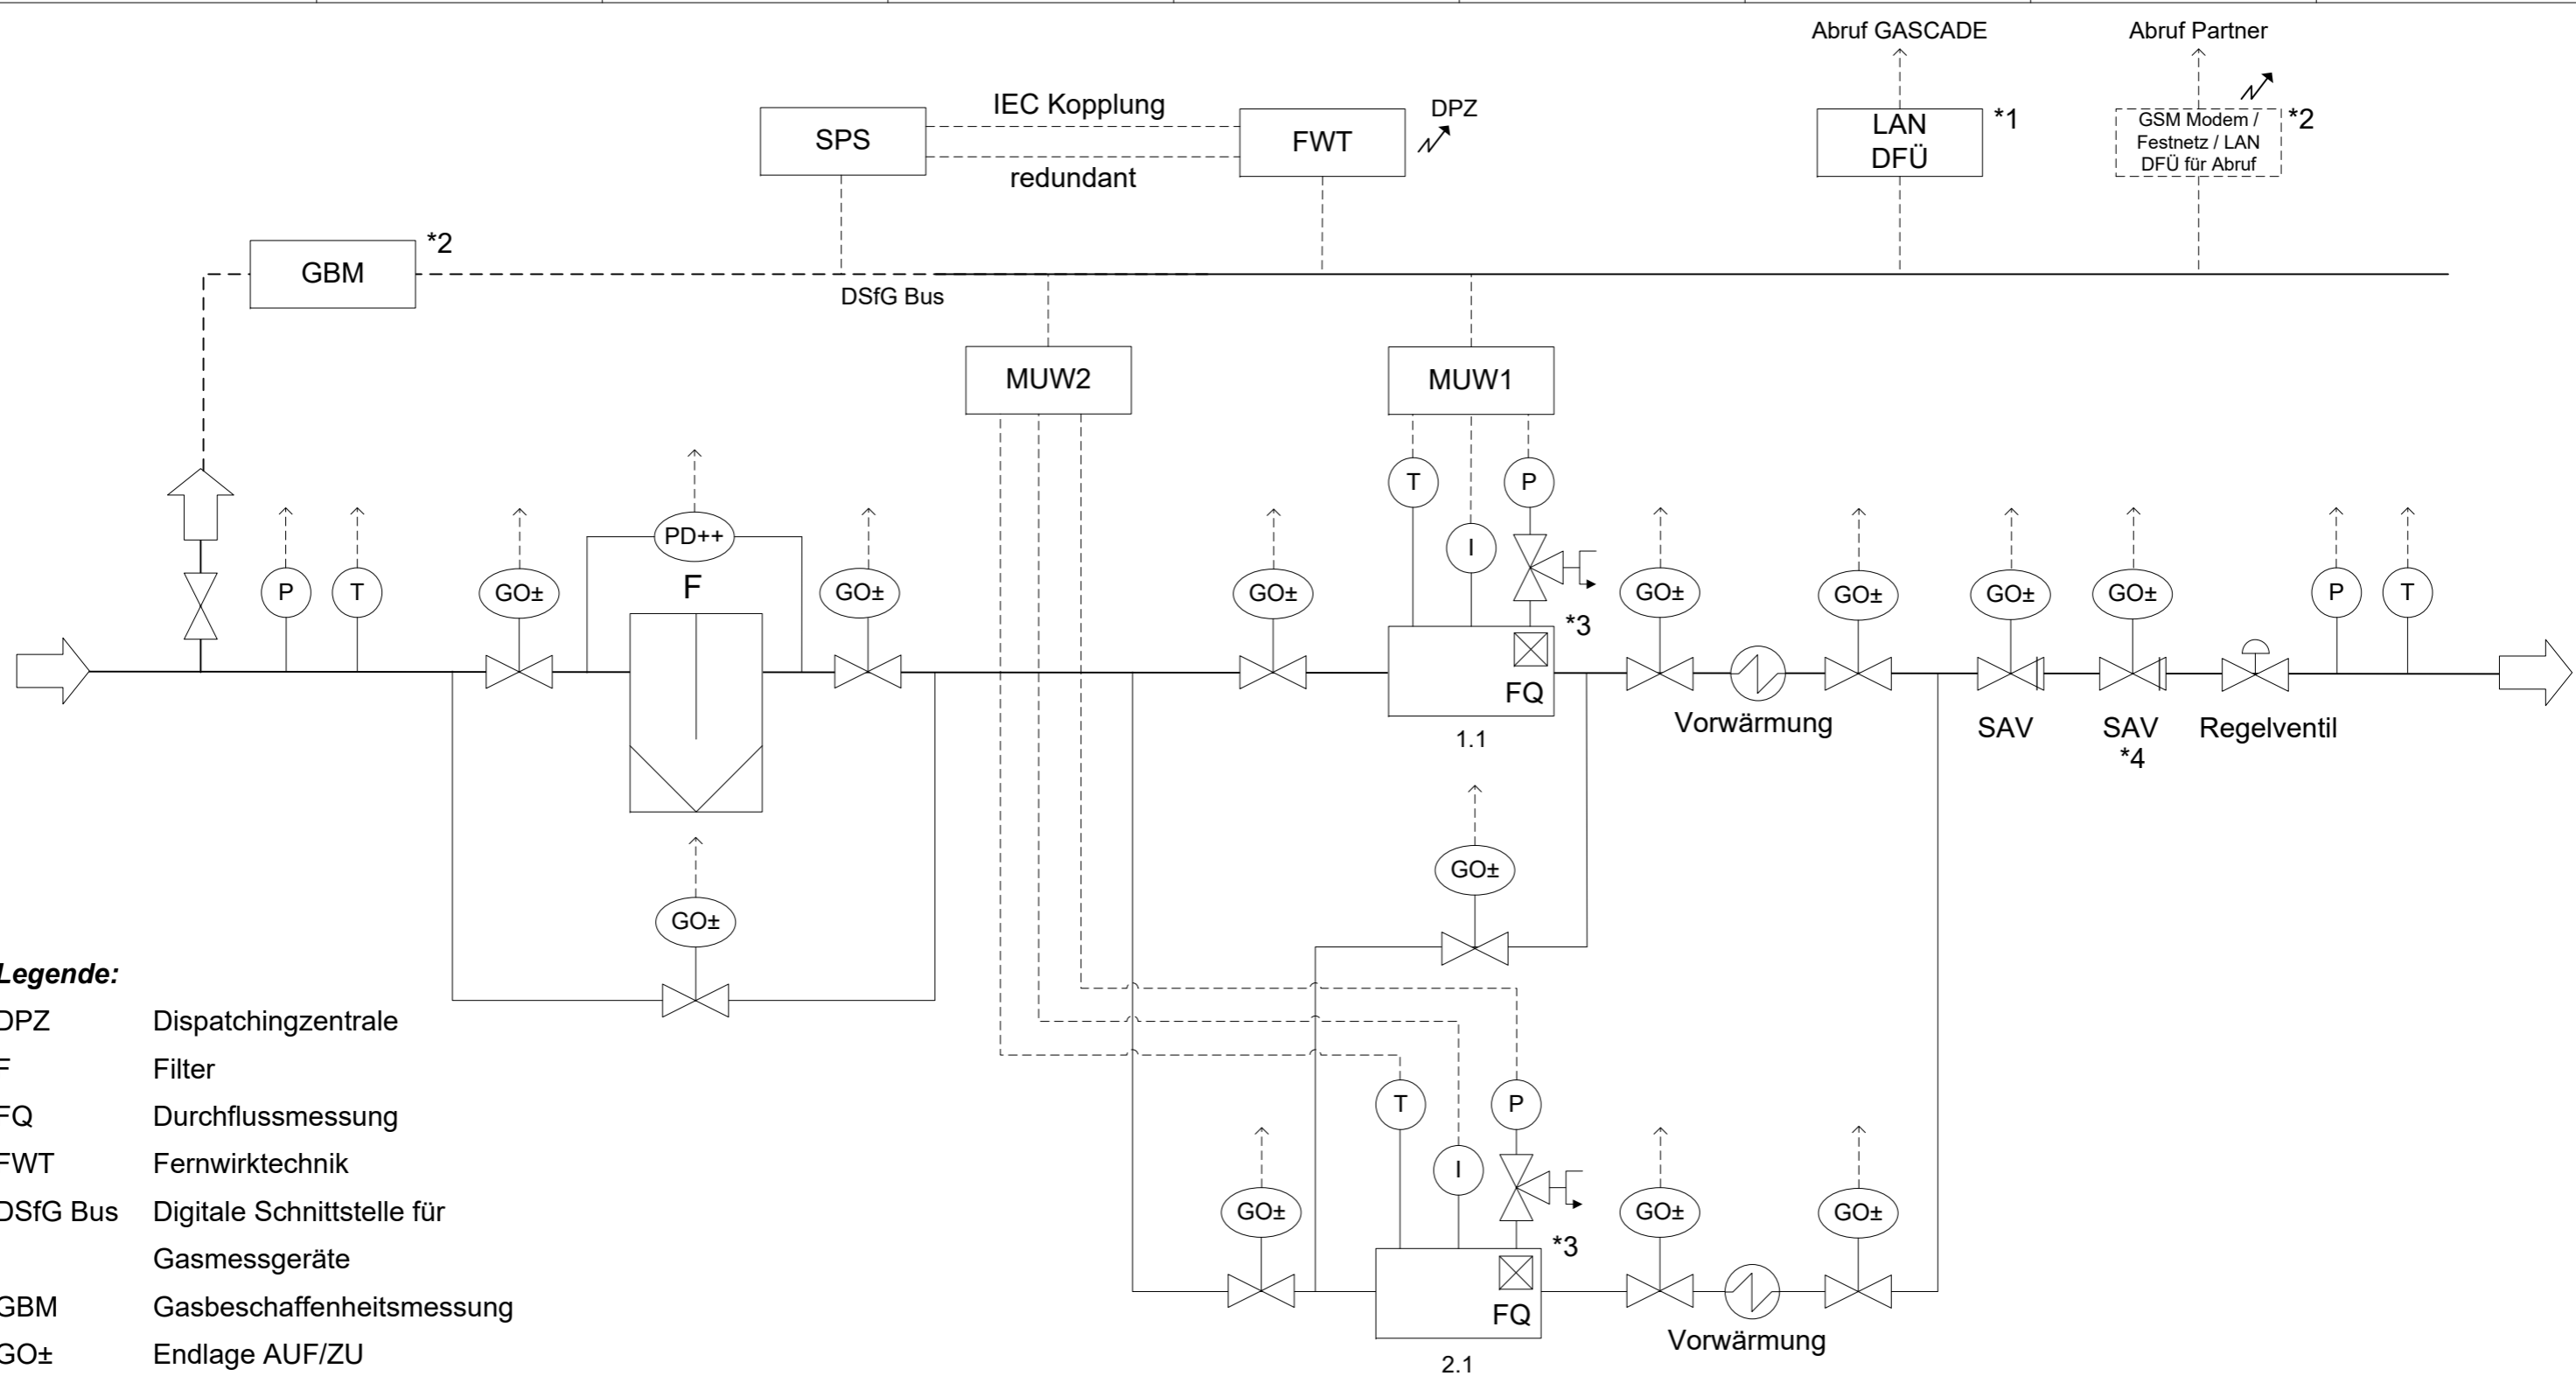 Abruf GASCADE
Abruf Partner
IEC Kopplung
redundant
SPS
FWT
DPZ
LAN
DFÜ
*1
GSM Modem /
Festnetz / LAN
DFÜ für Abruf
*2
GBM
*2
DSfG Bus
MUW2
MUW1
T
P
I
PD++
F
P
T
GO±
GO±
GO±
*3
FQ
1.1
GO±
GO±
GO±
GO±
P
T
Vorwärmung
SAV
SAV
*4
Regelventil
GO±
GO±
T
P
I
GO±
*3
FQ
2.1
GO±
GO±
Vorwärmung
Legende:
DPZ Dispatchingzentrale
F Filter
FQ Durchflussmessung
FWT Fernwirktechnik
DSfG Bus Digitale Schnittstelle für
Gasmessgeräte
GBM Gasbeschaffenheitsmessung
GO± Endlage AUF/ZU